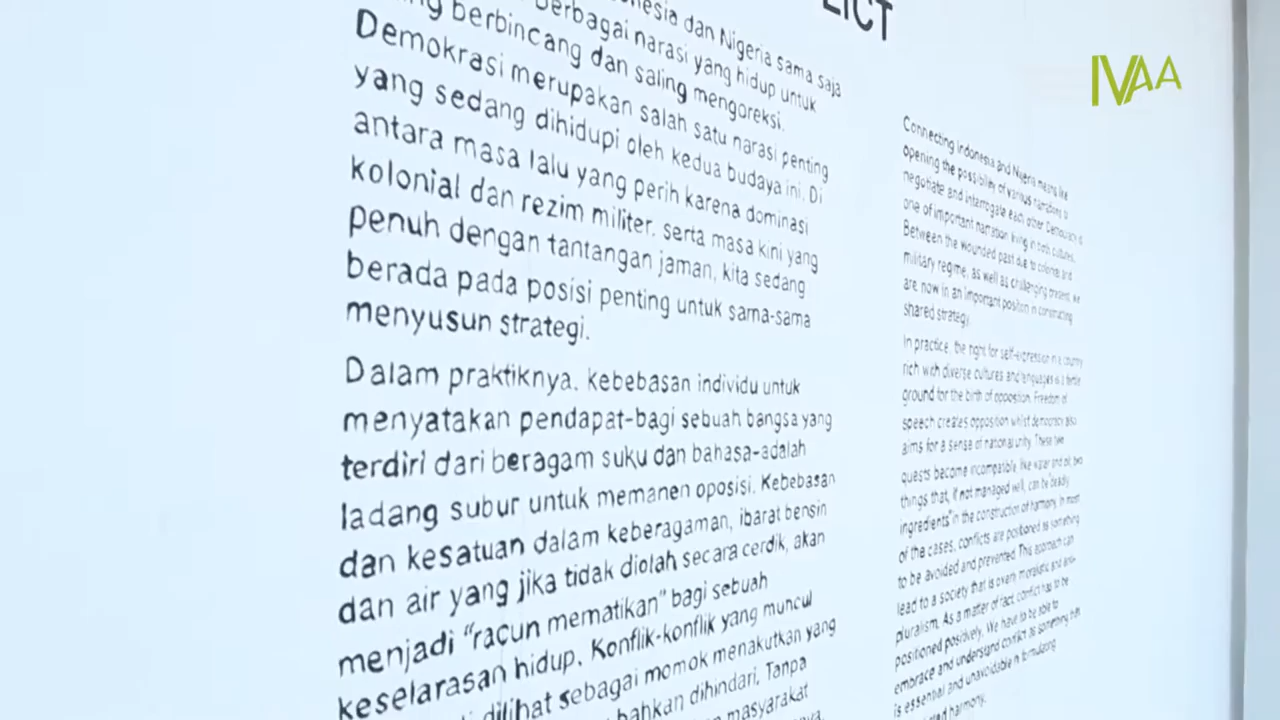 LICT
IVAA
nesia dan Nigeria sama saja
berbagai narasi yang hidup untuk
berbincang dan saling mengoreksi.
Demokrasi merupakan salah satu narasi penting
yang sedang dihidupi oleh kedua budaya ini. Di
antara masa lalu yang perih karena dominasi
kolonial dan rezim militer, serta masa kini yang
penuh dengan tantangan jaman, kita sedang
berada pada posisi penting untuk sama-sama
menyusun strategi.
Dalam praktiknya, kebebasan individu untuk
menyatakan pendapat-bagi sebuah bangsa yang
terdiri dari beragam suku dan bahasa-adalah
ladang subur untuk memanen oposisi. Kebebasan
dan kesatuan dalam keberagaman, ibarat bensin
dan air yang jika tidak diolah secara cerdik, akan
menjadi "racun mematikan" bagi sebuah
keselarasan hidup. Konflik-konflik yang muncul
dilihat sebagai momok menakutkan yang
bahkan dihindari. Tanpa
masyarakat
Connecting Indonesia and Nigeria means like
opening the possibility of various narrations to
negotiate and interrogate each other. Democracy is
one of important narration living in both cultures.
Between the wounded past due to colonial and
military regime, as well as challenging present, we
are now in an important position in constructing
shared strategy.
In practice, the right for self-expression in a country
rich with diverse cultures and languages is a fertile
ground for the birth of opposition. Freedom of
speech creates opposition whilst democracy also
aims for a sense of national unity. These two
quests become incompatible, like water and oil; two
things that, if not managed well, can be "deadly
ingredients" in the construction of harmony. In most
of the cases, conflicts are positioned as something
to be avoided and prevented. This approach can
lead to a society that is overly moralistic and anti-
pluralism. As a matter of fact, conflict has to be
positioned positively. We have to be able to
embrace and understand conflict as something that
is essential and unavoidable in formulating
harmony.